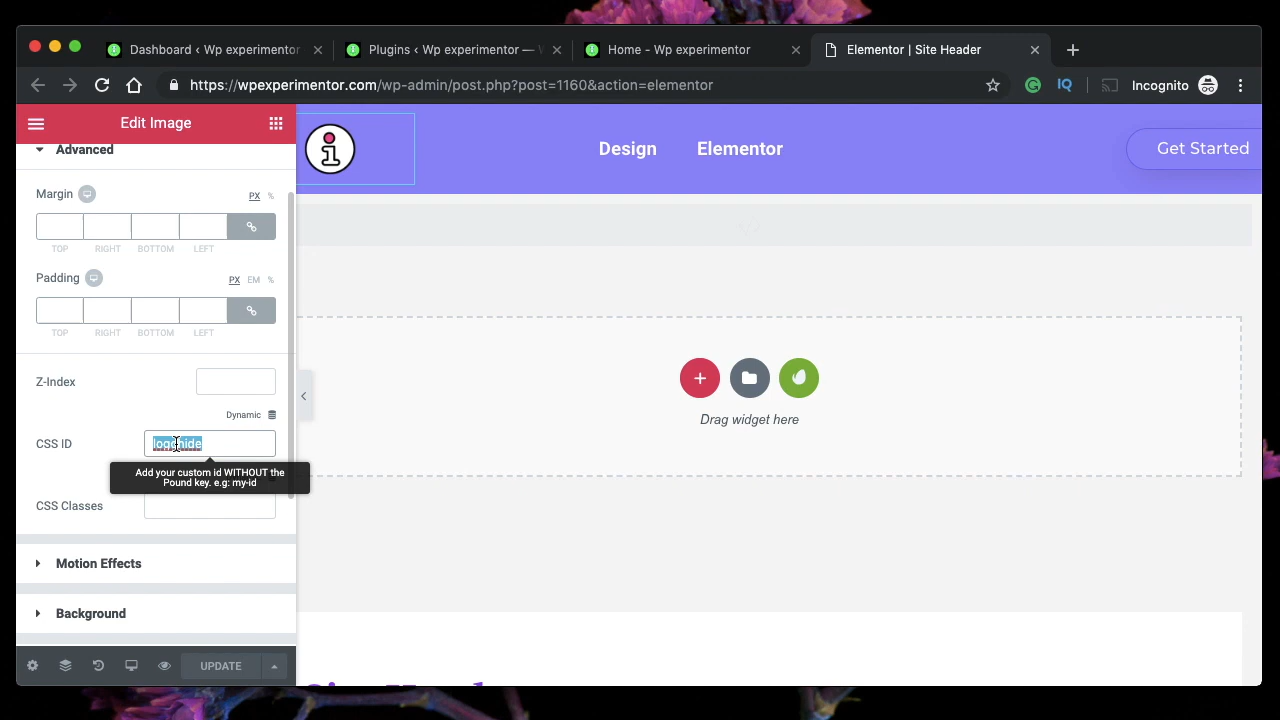 Dashboard ‹ Wp experimentor
Plugins ‹ Wp experimentor —
Home - Wp experimentor
Elementor | Site Header
https://wpexperimentor.com/wp-admin/post.php?post=1160&action=elementor
IQ
Incognito
Edit Image
Design
Elementor
Get Started
Advanced
Margin
PX %
TOP RIGHT BOTTOM LEFT
Padding
PX EM %
TOP RIGHT BOTTOM LEFT
Z-Index
Dynamic
CSS ID
logohide
Add your custom id WITHOUT the
Pound key. e.g: my-id
CSS Classes
Drag widget here
Motion Effects
Background
UPDATE